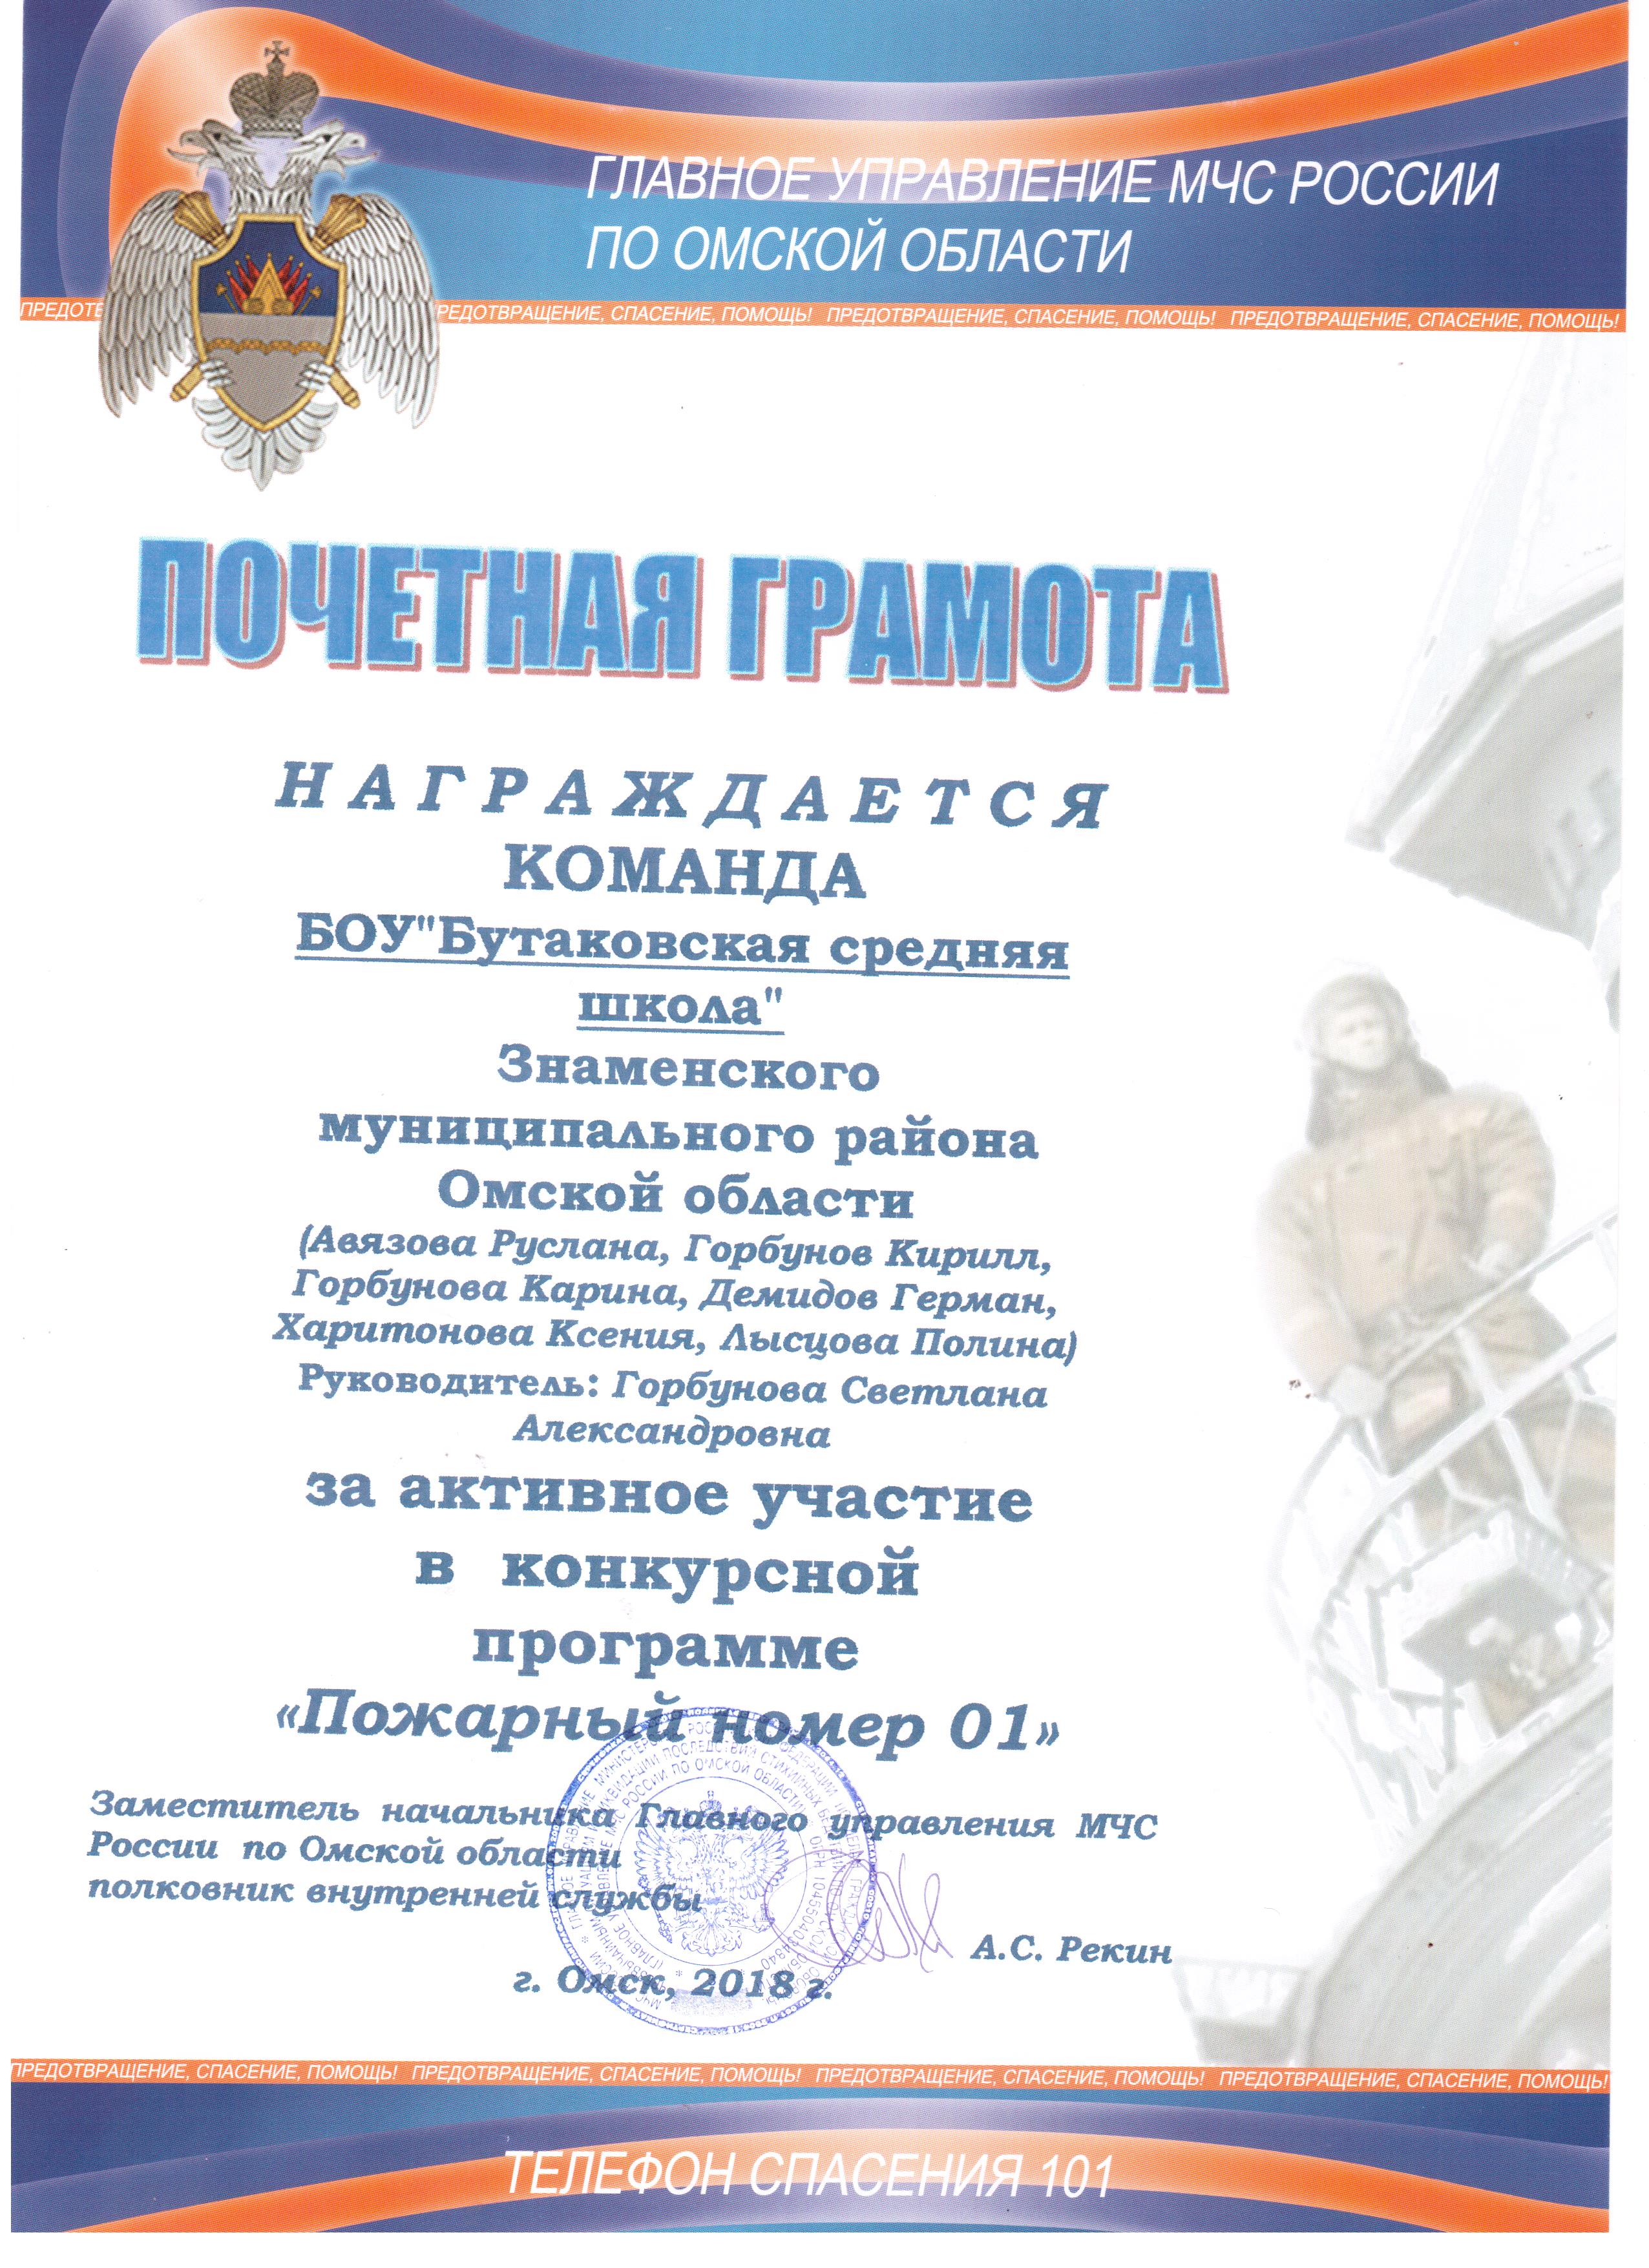 ГЛАВНОЕ УПРАВЛЕНИЕ МЧС РОССИИ
ПО ОМСКОЙ ОБЛАСТИ
ПРЕДОТВРАЩЕНИЕ, СПАСЕНИЕ, ПОМОЩЬ! ПРЕДОТВРАЩЕНИЕ, СПАСЕНИЕ, ПОМОЩЬ! ПРЕДОТВРАЩЕНИЕ, СПАСЕНИЕ, ПОМОЩЬ!
ПОЧЕТНАЯ ГРАМОТА
Н А Г Р А Ж Д А Е Т С Я
КОМАНДА
БОУ"Бутаковская средняя
школа"
Знаменского
муниципального района
Омской области
(Авязова Руслана, Горбунов Кирилл,
Горбунова Карина, Демидов Герман,
Харитонова Ксения, Лысцова Полина)
Руководитель: Горбунова Светлана
Александровна
за активное участие
в конкурсной
программе
«Пожарный номер 01»
Заместитель начальника Главного управления МЧС
России по Омской области
полковник внутренней службы
А.С. Рекин
г. Омск, 2018 г.
ПРЕДОТВРАЩЕНИЕ, СПАСЕНИЕ, ПОМОЩЬ! ПРЕДОТВРАЩЕНИЕ, СПАСЕНИЕ, ПОМОЩЬ! ПРЕДОТВРАЩЕНИЕ, СПАСЕНИЕ, ПОМОЩЬ! ПРЕДОТВРАЩЕНИЕ, СПАСЕНИЕ, ПОМОЩЬ!
ТЕЛЕФОН СПАСЕНИЯ 101